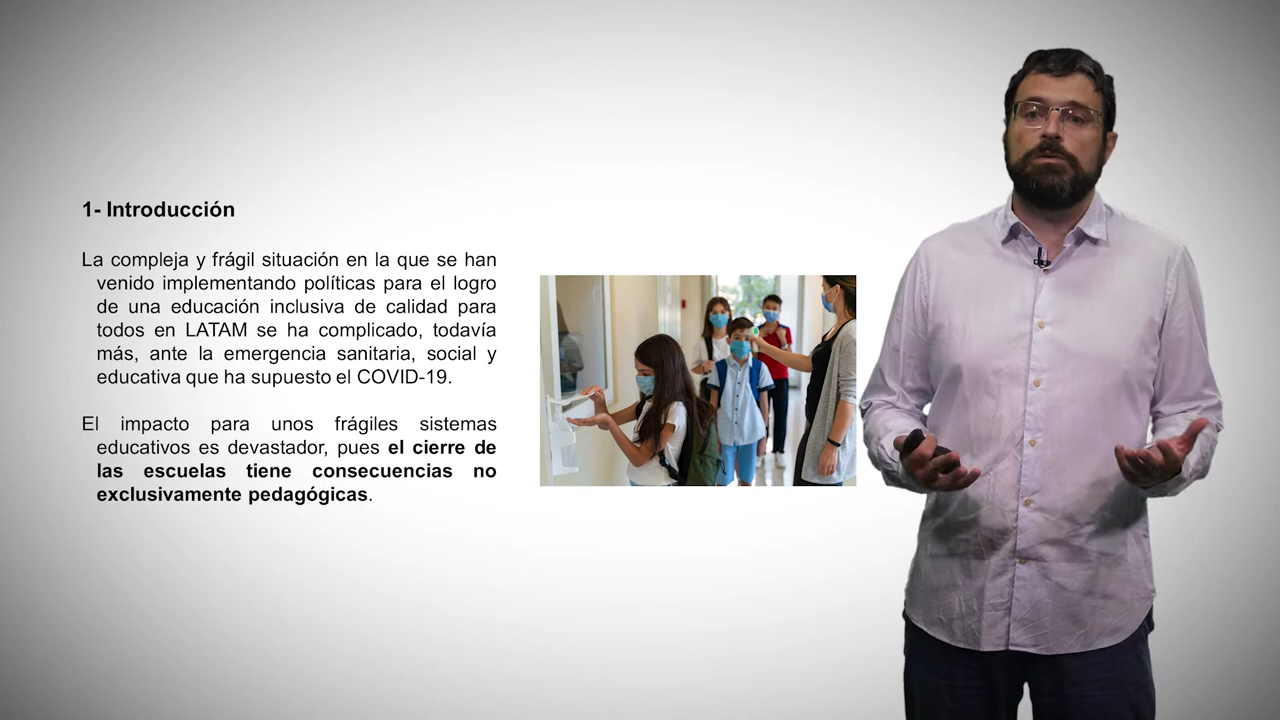 1- Introducción
La compleja y frágil situación en la que se han
venido implementando políticas para el logro
de una educación inclusiva de calidad para
todos en LATAM se ha complicado, todavía
más, ante la emergencia sanitaria, social y
educativa que ha supuesto el COVID-19.
El impacto para unos frágiles sistemas
educativos es devastador, pues el cierre de
las escuelas tiene consecuencias no
exclusivamente pedagógicas.